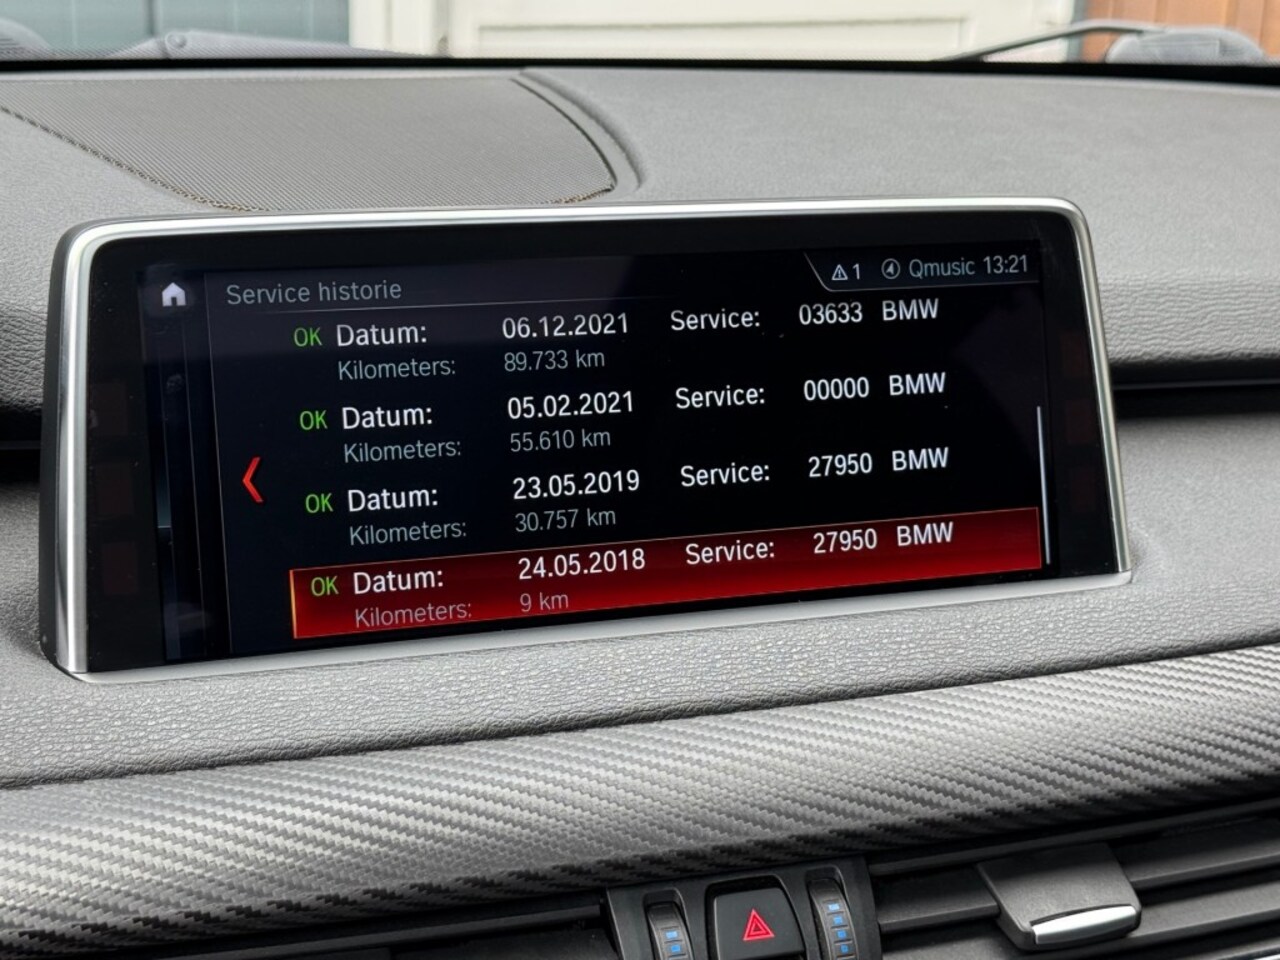 Service historie
⚠ 1 Qmusic 13:21
OK Datum: 06.12.2021 Service: 03633 BMW
Kilometers: 89.733 km
OK Datum: 05.02.2021 Service: 00000 BMW
Kilometers: 55.610 km
OK Datum: 23.05.2019 Service: 27950 BMW
Kilometers: 30.757 km
OK Datum: 24.05.2018 Service: 27950 BMW
Kilometers: 9 km